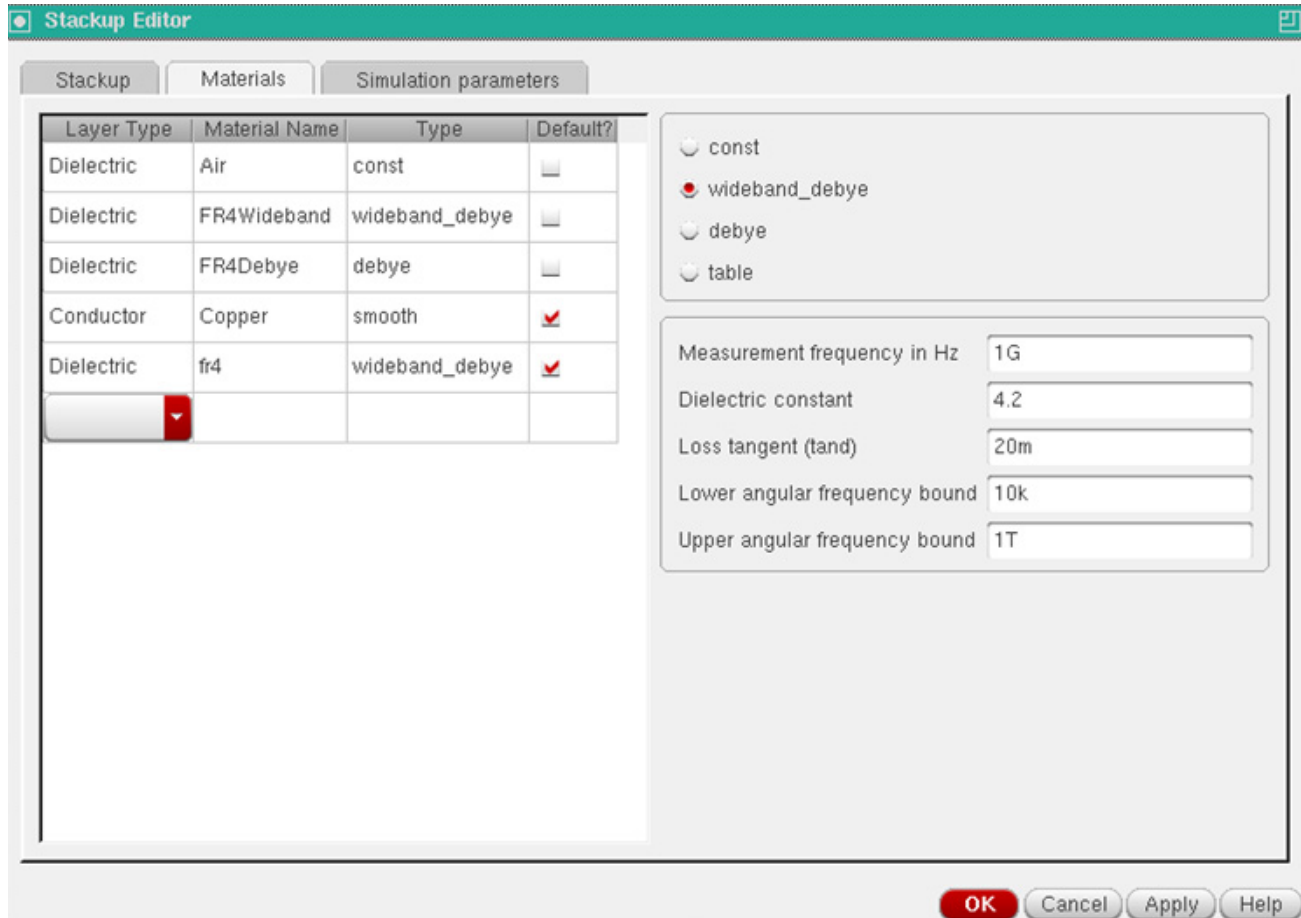 Stackup Editor
Stackup Materials Simulation parameters
Layer Type Material Name Type Default?
Dielectric Air const
Dielectric FR4Wideband wideband_debye
Dielectric FR4Debye debye
Conductor Copper smooth
Dielectric fr4 wideband_debye
const
wideband_debye
debye
table
Measurement frequency in Hz 1G
Dielectric constant 4.2
Loss tangent (tand) 20m
Lower angular frequency bound 10k
Upper angular frequency bound 1T
OK Cancel Apply Help